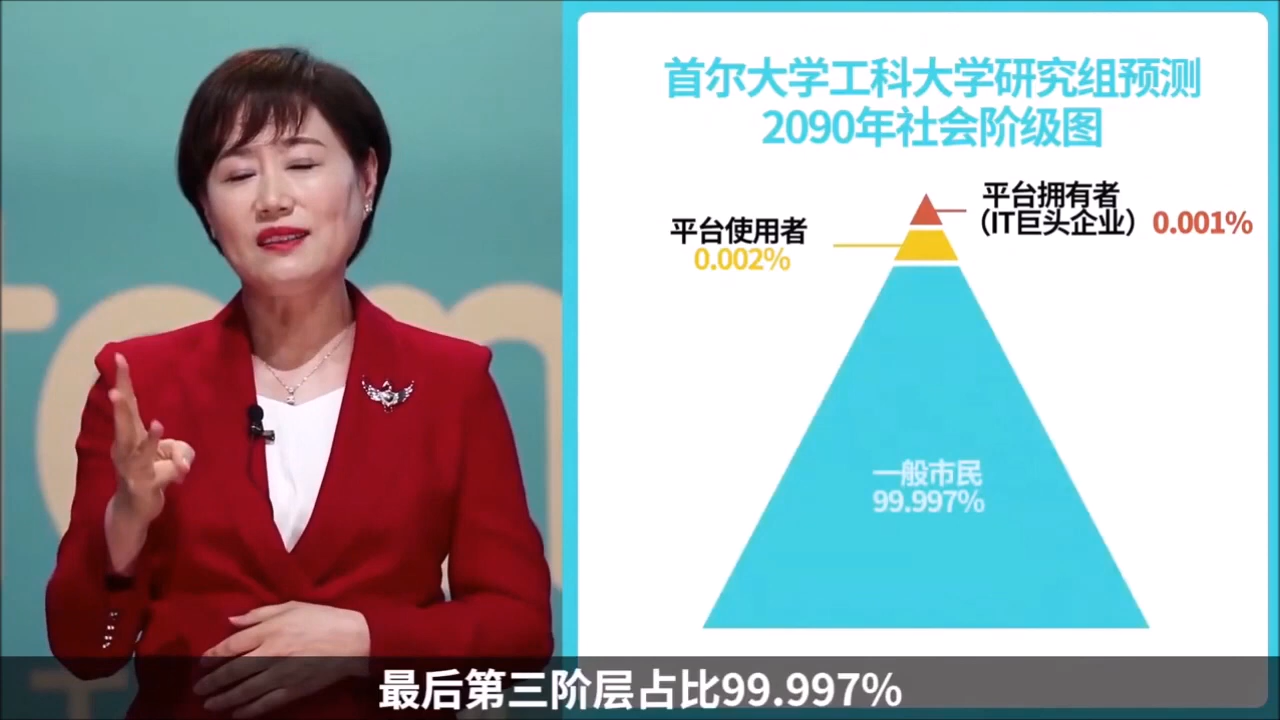 首尔大学工科大学研究组预测
2090年社会阶级图
平台拥有者
（IT巨头企业）0.001%
平台使用者
0.002%
一般市民
99.997%
最后第三阶层占比99.997%